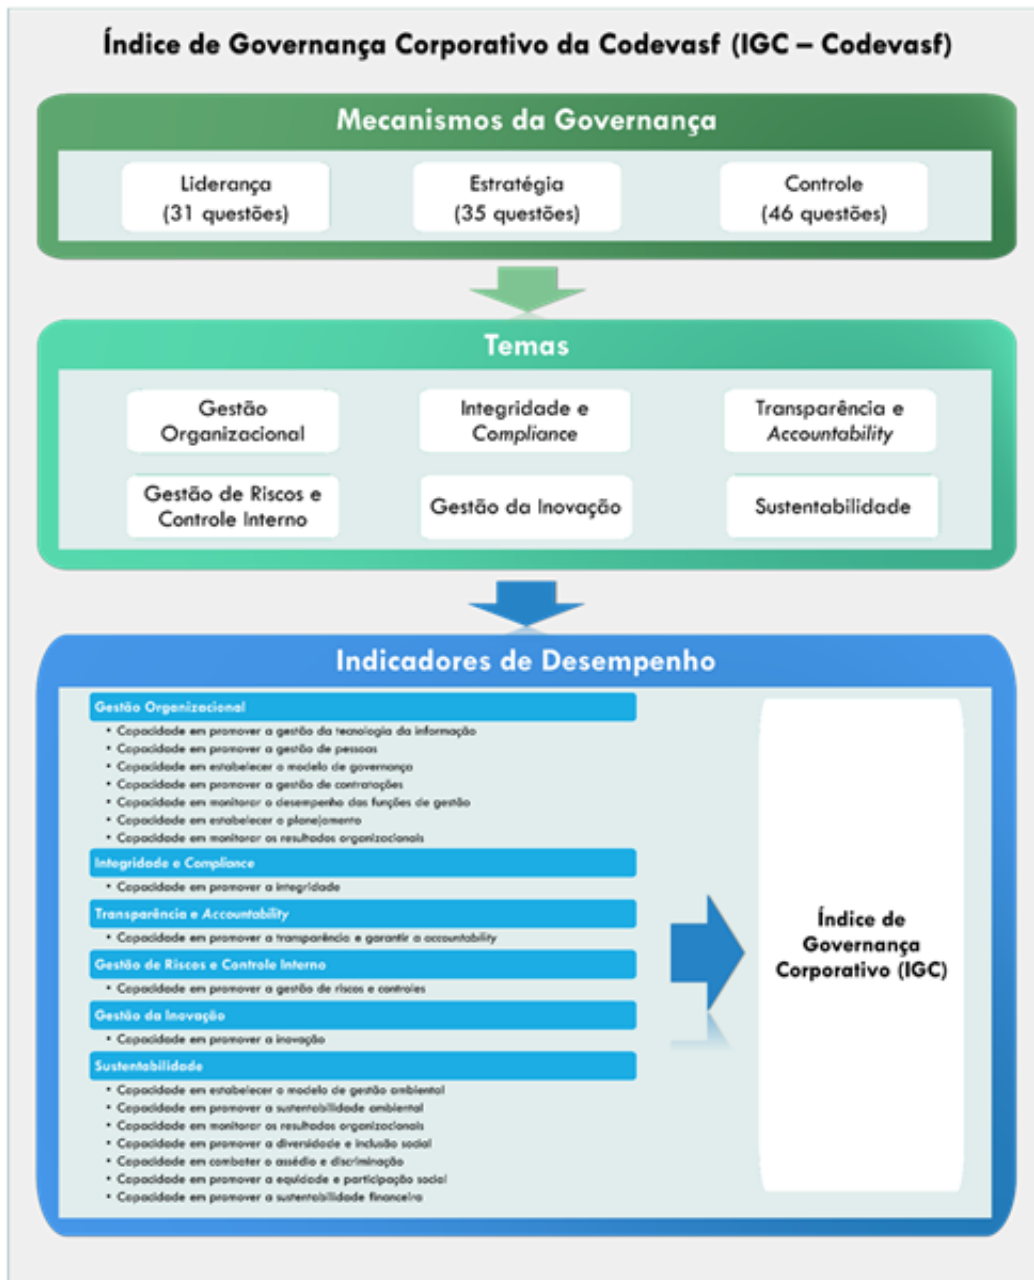 Índice de Governança Corporativo da Codevasf (IGC – Codevasf)
Mecanismos da Governança
Liderança
(31 questões)
Estratégia
(35 questões)
Controle
(46 questões)
Temas
Gestão
Organizacional
Integridade e
Compliance
Transparência e
Accountability
Gestão de Riscos e
Controle Interno
Gestão da Inovação
Sustentabilidade
Indicadores de Desempenho
Gestão Organizacional
• Capacidade em promover a gestão da tecnologia da informação
• Capacidade em promover a gestão de pessoas
• Capacidade em estabelecer o modelo de governança
• Capacidade em promover a gestão de contratações
• Capacidade em monitorar o desempenho das funções de gestão
• Capacidade em estabelecer o planejamento
• Capacidade em monitorar os resultados organizacionais
Integridade e Compliance
• Capacidade em promover a integridade
Transparência e Accountability
• Capacidade em promover a transparência e garantir a accountability
Gestão de Riscos e Controle Interno
• Capacidade em promover a gestão de riscos e controles
Gestão da Inovação
• Capacidade em promover a inovação
Sustentabilidade
• Capacidade em estabelecer o modelo de gestão ambiental
• Capacidade em promover a sustentabilidade ambiental
• Capacidade em monitorar os resultados organizacionais
• Capacidade em promover a diversidade e inclusão social
• Capacidade em combater o assédio e discriminação
• Capacidade em promover a equidade e participação social
• Capacidade em promover a sustentabilidade financeira
Índice de
Governança
Corporativo (IGC)